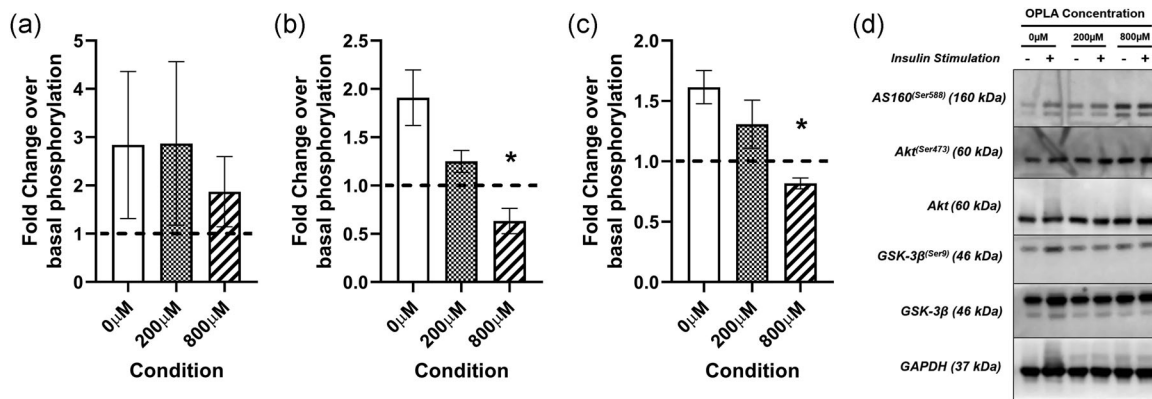 (a)
Fold Change over
basal phosphorylation
5
4
3
2
1
0
0μM
200μM
800μM
Condition
(b)
Fold Change over
basal phosphorylation
2.5
2.0
1.5
1.0
0.5
0.0
*
0μM
200μM
800μM
Condition
(c)
Fold Change over
basal phosphorylation
2.0
1.5
1.0
0.5
0.0
*
0μM
200μM
800μM
Condition
(d)
OPLA Concentration
0μM 200μM 800μM
Insulin Stimulation - + - + - +
AS160(Ser588) (160 kDa)
Akt(Ser473) (60 kDa)
Akt (60 kDa)
GSK-3β(Ser9) (46 kDa)
GSK-3β (46 kDa)
GAPDH (37 kDa)